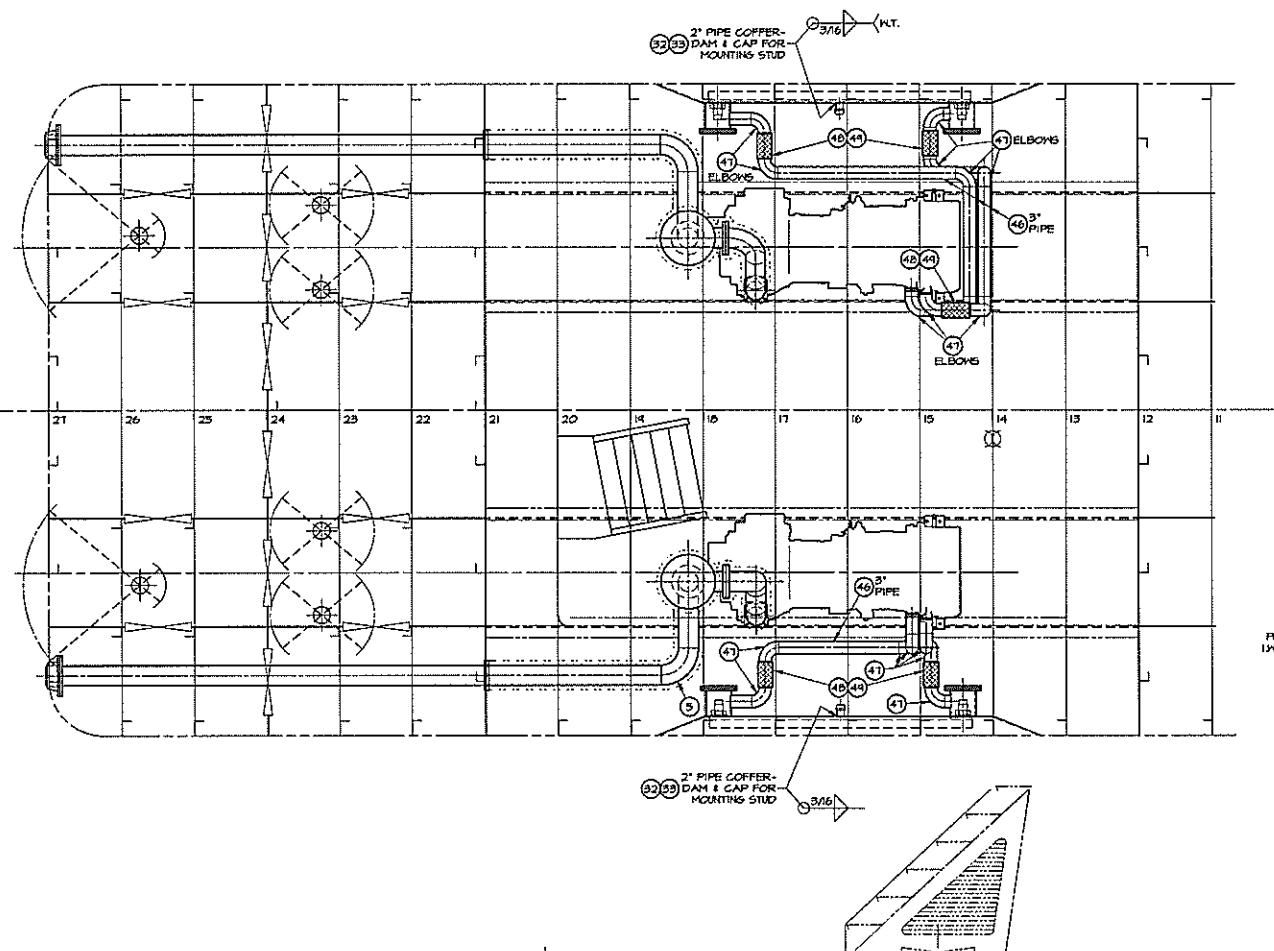 2" PIPE COFFER-
32 33 DAM & CAP FOR
MOUNTING STUD
3/16 W.T.
48 49
47
ELBOWS
47 ELBOWS
46 3"
PIPE
48 49
47
ELBOWS
27 26 25 24 23 22 21 20 19 18 17 16 15 14 13 12 11
46 3"
PIPE
47
47
48 49
47
5
2" PIPE COFFER-
32 33 DAM & CAP FOR
MOUNTING STUD
3/16